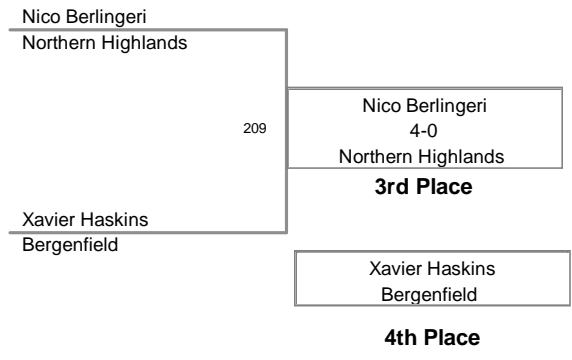 Nico Berlingeri
Northern Highlands
209
Nico Berlingeri
4-0
Northern Highlands
3rd Place
Xavier Haskins
Bergenfield
Xavier Haskins
Bergenfield
4th Place